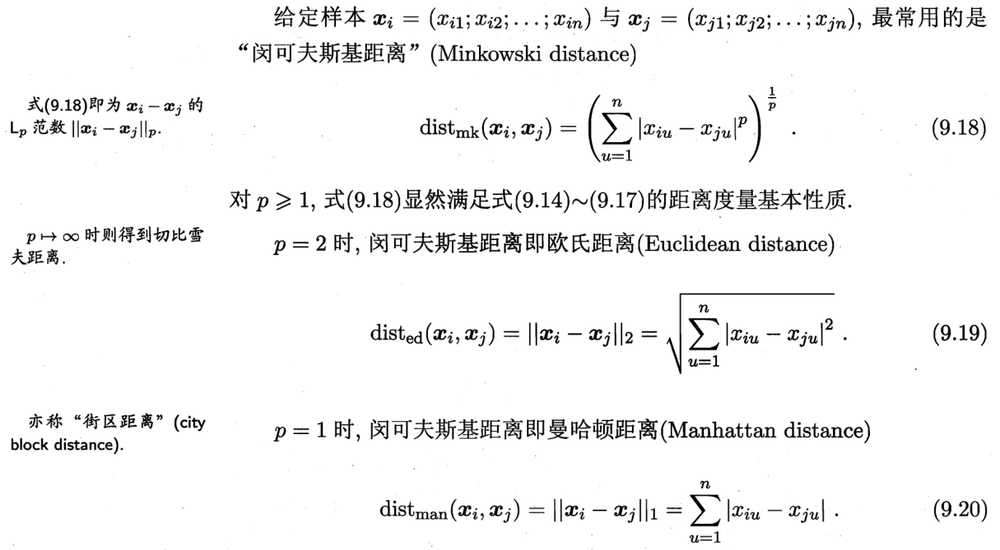 给定样本 $\boldsymbol{x}_i = (x_{i1}; x_{i2}; \ldots; x_{in})$ 与 $\boldsymbol{x}_j = (x_{j1}; x_{j2}; \ldots; x_{jn})$, 最常用的是
“闵可夫斯基距离” (Minkowski distance)
式(9.18)即为 $\boldsymbol{x}_i - \boldsymbol{x}_j$ 的
$\mathsf{L}_p$ 范数 $||\boldsymbol{x}_i - \boldsymbol{x}_j||_p$.
$\text{dist}_{\text{mk}}(\boldsymbol{x}_i, \boldsymbol{x}_j) = \left( \sum_{u=1}^{n} |x_{iu} - x_{ju}|^p \right)^{\frac{1}{p}}$ . (9.18)
对 $p \geqslant 1$, 式(9.18)显然满足式(9.14)∼(9.17)的距离度量基本性质.
$p \mapsto \infty$ 时则得到切比雪
夫距离.
$p = 2$ 时, 闵可夫斯基距离即欧氏距离(Euclidean distance)
$\text{dist}_{\text{ed}}(\boldsymbol{x}_i, \boldsymbol{x}_j) = ||\boldsymbol{x}_i - \boldsymbol{x}_j||_2 = \sqrt{\sum_{u=1}^{n} |x_{iu} - x_{ju}|^2}$ . (9.19)
亦称 “街区距离” (city
block distance).
$p = 1$ 时, 闵可夫斯基距离即曼哈顿距离(Manhattan distance)
$\text{dist}_{\text{man}}(\boldsymbol{x}_i, \boldsymbol{x}_j) = ||\boldsymbol{x}_i - \boldsymbol{x}_j||_1 = \sum_{u=1}^{n} |x_{iu} - x_{ju}|$ . (9.20)